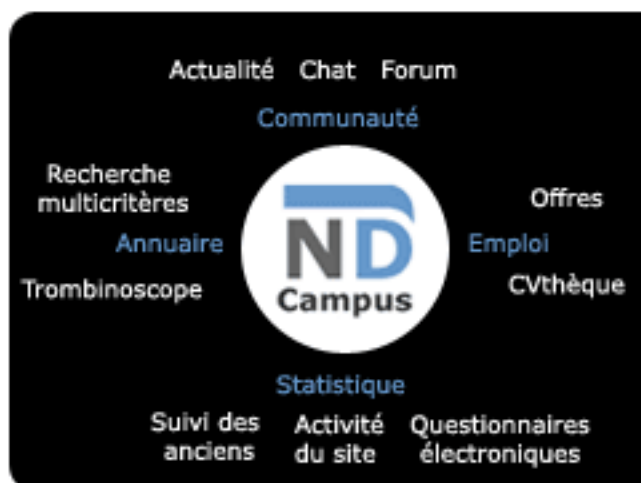 Actualité Chat Forum
Communauté
Recherche
multicritères
Annuaire
Trombinoscope
ND
Campus
Offres
Emploi
CVthèque
Statistique
Suivi des
anciens
Activité
du site
Questionnaires
électroniques